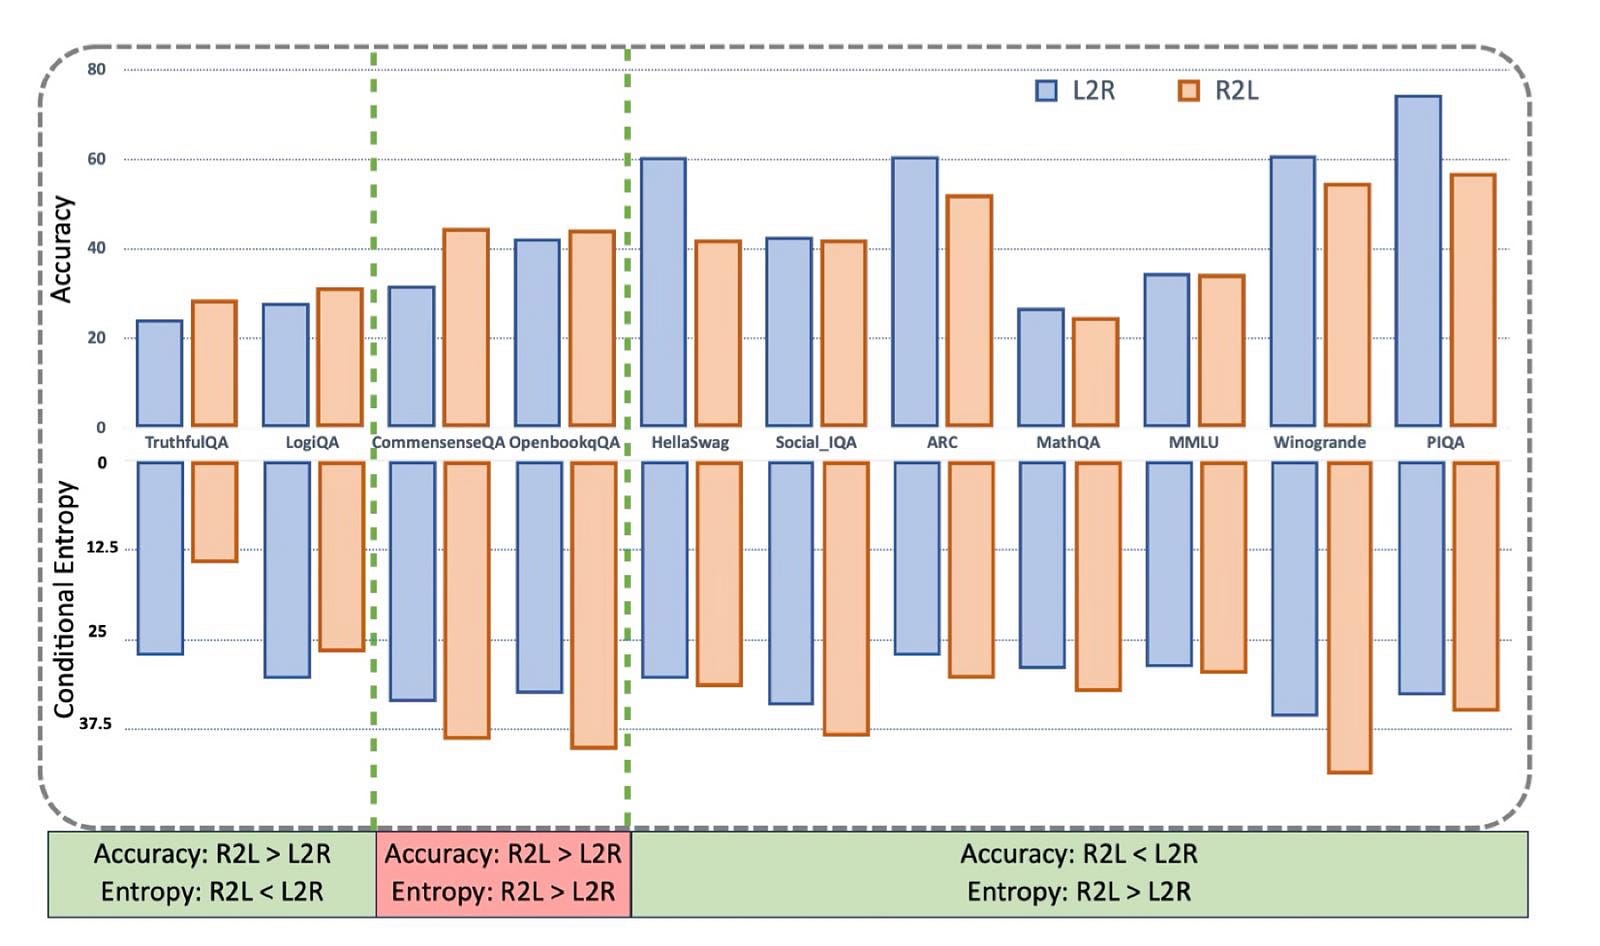 80
L2R R2L
60
40
20
0
Accuracy
TruthfulQA LogiQA CommensenseQA OpenbookqQA HellaSwag Social_IQA ARC MathQA MMLU Winogrande PIQA
0
12.5
25
37.5
Conditional Entropy
Accuracy: R2L > L2R
Entropy: R2L < L2R
Accuracy: R2L > L2R
Entropy: R2L > L2R
Accuracy: R2L < L2R
Entropy: R2L > L2R